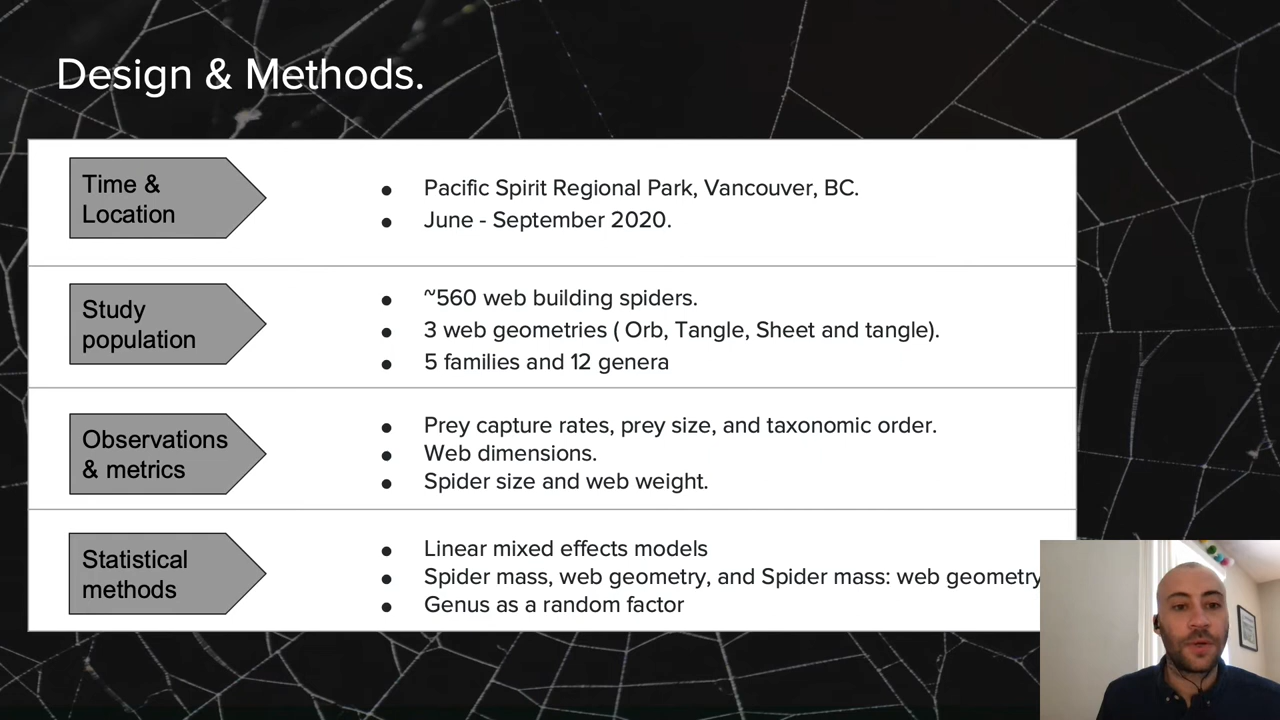 Design & Methods.
Time &
Location
● Pacific Spirit Regional Park, Vancouver, BC.
● June - September 2020.
Study
population
● ~560 web building spiders.
● 3 web geometries ( Orb, Tangle, Sheet and tangle).
● 5 families and 12 genera
Observations
& metrics
● Prey capture rates, prey size, and taxonomic order.
● Web dimensions.
● Spider size and web weight.
Statistical
methods
● Linear mixed effects models
● Spider mass, web geometry, and Spider mass: web geometry
● Genus as a random factor